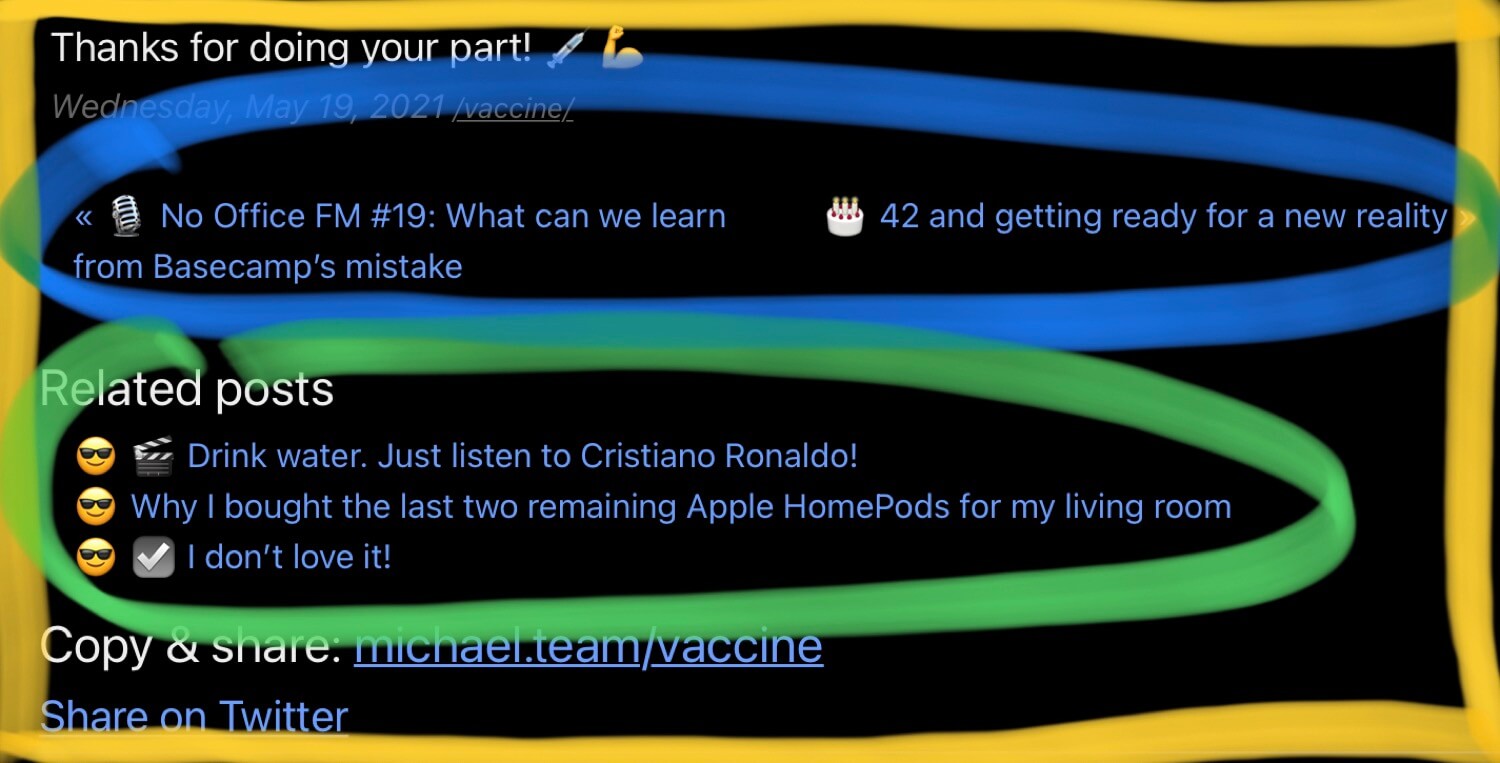 Thanks for doing your part! 💉 💪
Wednesday, May 19, 2021 /vaccine/
« 🎙 No Office FM #19: What can we learn
from Basecamp’s mistake
🎂 42 and getting ready for a new reality »
Related posts
😎 🎬 Drink water. Just listen to Cristiano Ronaldo!
😎 Why I bought the last two remaining Apple HomePods for my living room
😎 ☑️ I don’t love it!
Copy & share: michael.team/vaccine
Share on Twitter